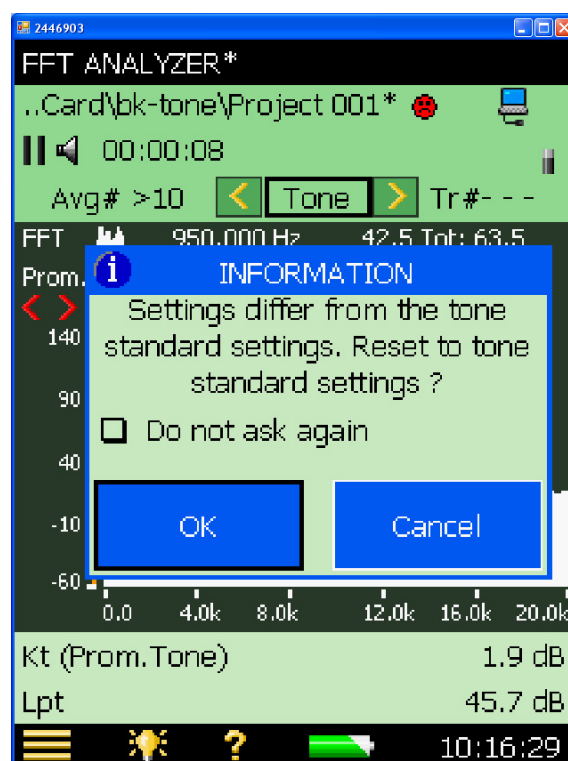 2446903
FFT ANALYZER*
..Card\bk-tone\Project 001*
00:00:08
Avg# >10 < Tone > Tr#- - -
FFT 950.000 Hz 42.5 Tot: 63.5
Prom.
INFORMATION
< >
Settings differ from the tone
standard settings. Reset to tone
standard settings ?
Do not ask again
OK Cancel
140
90
40
-10
-60
0.0 4.0k 8.0k 12.0k 16.0k 20.0k
Kt (Prom.Tone) 1.9 dB
Lpt 45.7 dB
? 10:16:29